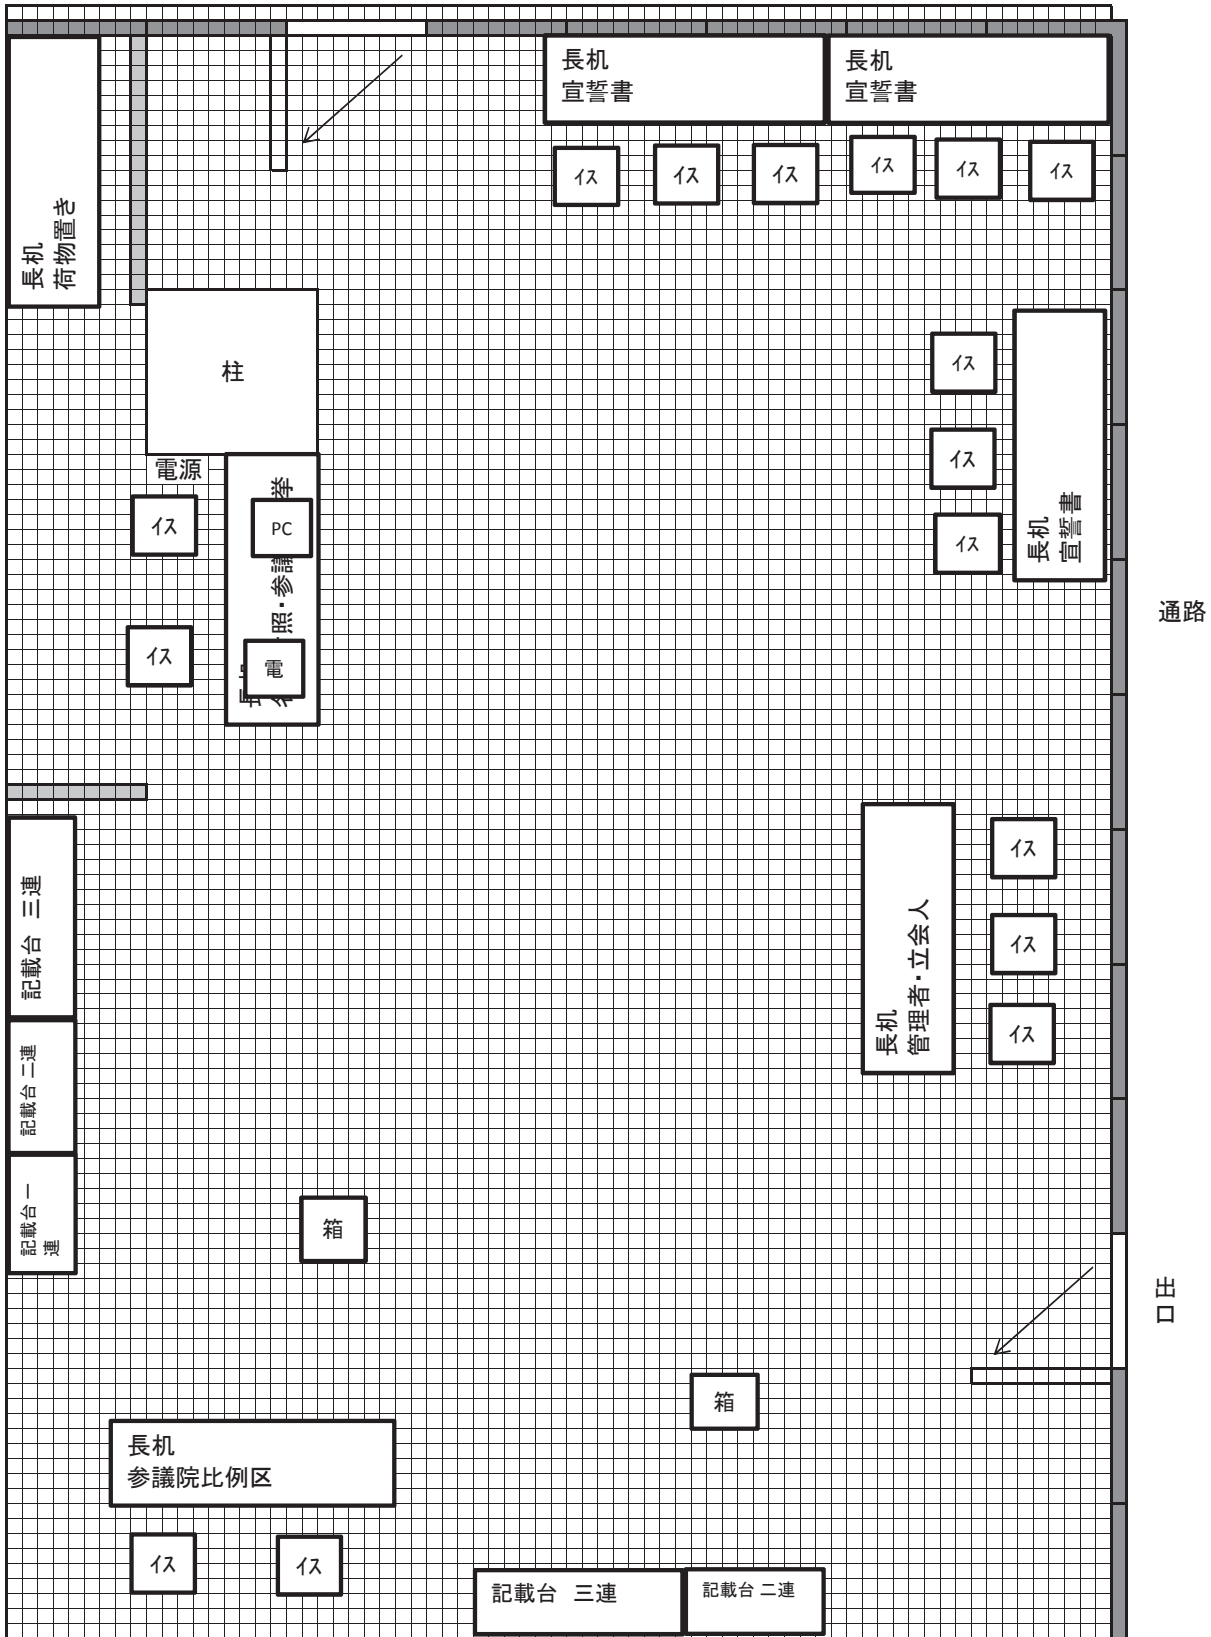 長机
宣誓書
長机
宣誓書
イス
イス
イス
イス
イス
イス
長机
荷物置き
柱
イス
イス
イス
長机
宣誓書
電源
イス
PC
挙
照・参議
イス
電
通路
記載台 三連
記載台 二連
記載台 一
連
長机
管理者・立会人
イス
イス
イス
箱
出
口
箱
長机
参議院比例区
イス
イス
記載台 三連
記載台 二連